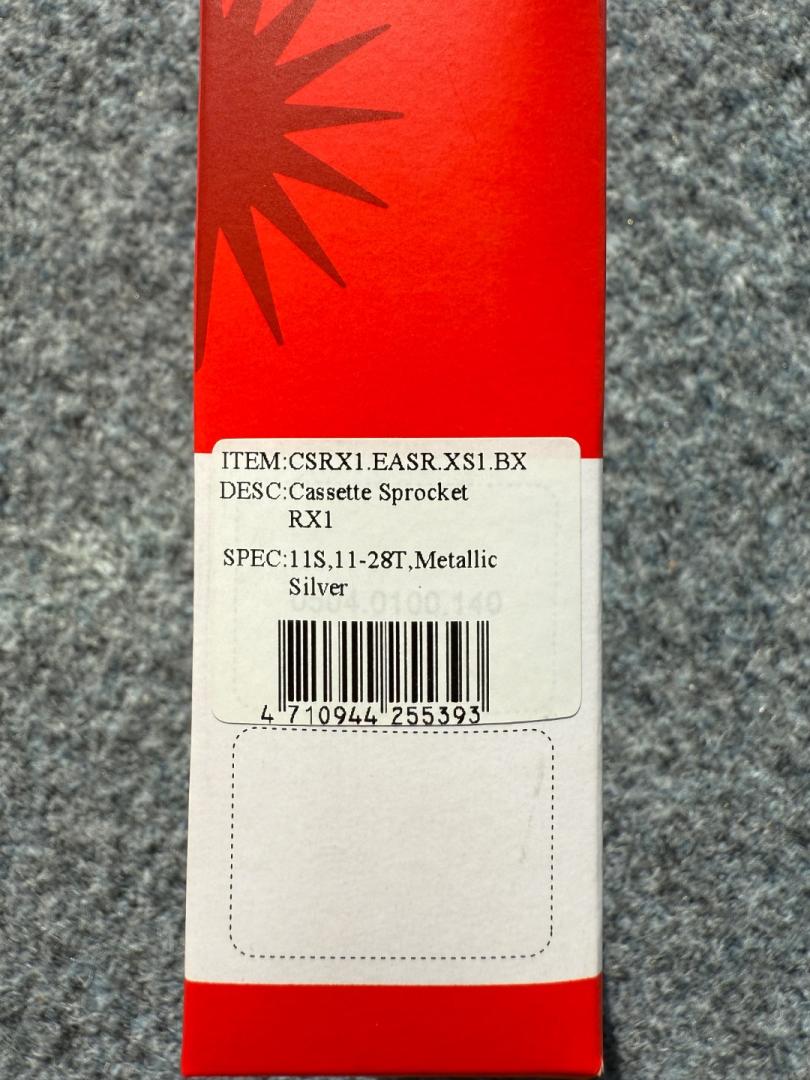 ITEM:CSRX1.EASR.XS1.BX
DESC:Cassette Sprocket
RX1
SPEC:11S,11-28T,Metallic
Silver
4 710944 255393